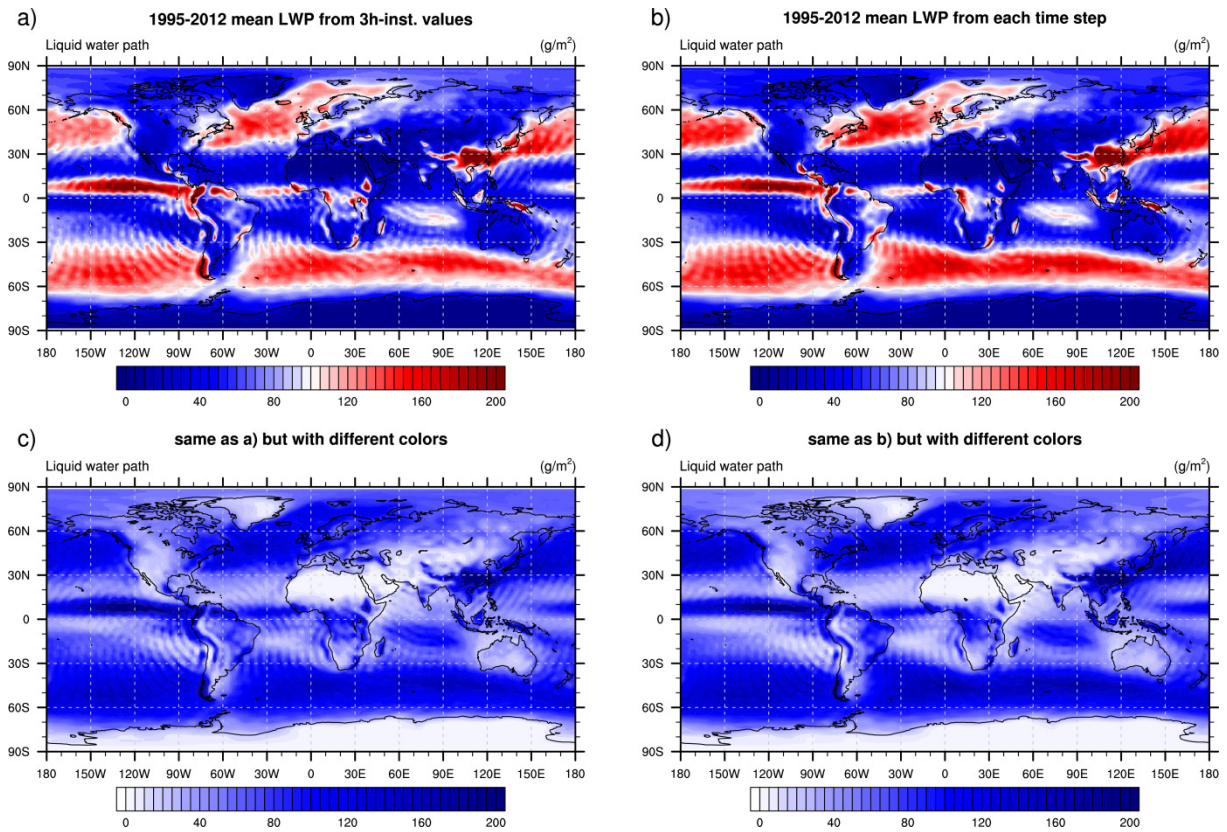 a)
1995-2012 mean LWP from 3h-inst. values
Liquid water path
(g/m²)
90N
60N
30N
0
30S
60S
90S
180 150W 120W 90W 60W 30W 0 30E 60E 90E 120E 150E 180
0 40 80 120 160 200
b)
1995-2012 mean LWP from each time step
Liquid water path
(g/m²)
90N
60N
30N
0
30S
60S
90S
180 150W 120W 90W 60W 30W 0 30E 60E 90E 120E 150E 180
0 40 80 120 160 200
c)
same as a) but with different colors
Liquid water path
(g/m²)
90N
60N
30N
0
30S
60S
90S
180 150W 120W 90W 60W 30W 0 30E 60E 90E 120E 150E 180
0 40 80 120 160 200
d)
same as b) but with different colors
Liquid water path
(g/m²)
90N
60N
30N
0
30S
60S
90S
180 150W 120W 90W 60W 30W 0 30E 60E 90E 120E 150E 180
0 40 80 120 160 200